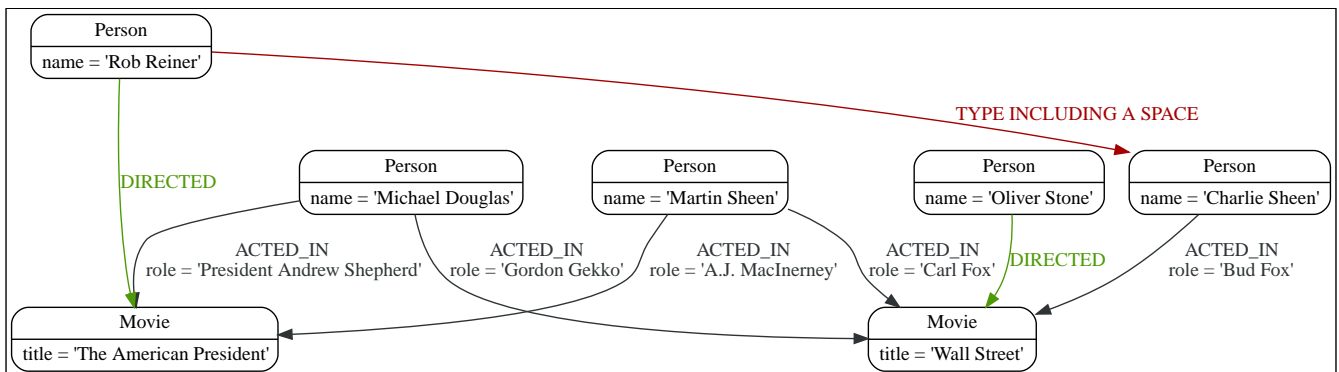 Person
name = 'Rob Reiner'
TYPE INCLUDING A SPACE
DIRECTED
Person
name = 'Michael Douglas'
Person
name = 'Martin Sheen'
Person
name = 'Oliver Stone'
Person
name = 'Charlie Sheen'
ACTED_IN
role = 'President Andrew Shepherd'
ACTED_IN
role = 'Gordon Gekko'
ACTED_IN
role = 'A.J. MacInerney'
ACTED_IN
role = 'Carl Fox'
DIRECTED
ACTED_IN
role = 'Bud Fox'
Movie
title = 'The American President'
Movie
title = 'Wall Street'